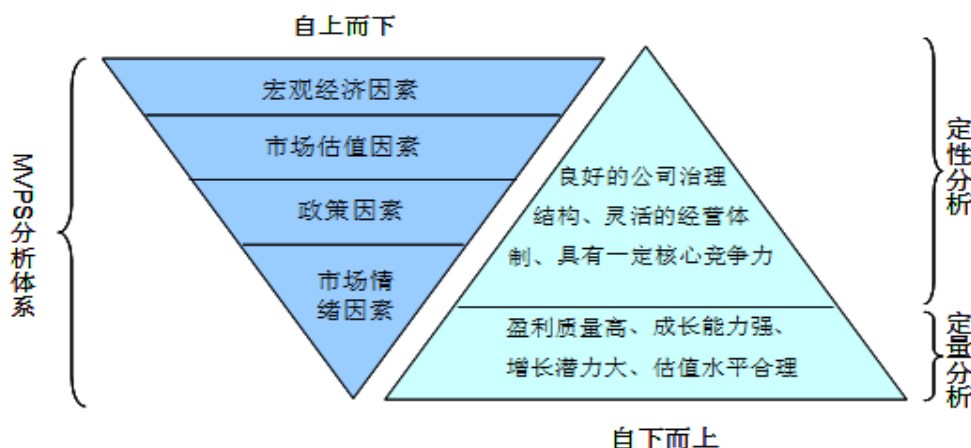 自上而下
宏观经济因素
市场估值因素
政策因素
市场情
绪因素
MVPS分析体系
良好的公司治理
结构、灵活的经营体
制、具有一定核心竞争力
盈利质量高、成长能力强、
增长潜力大、估值水平合理
定性分析
定量分析
自下而上